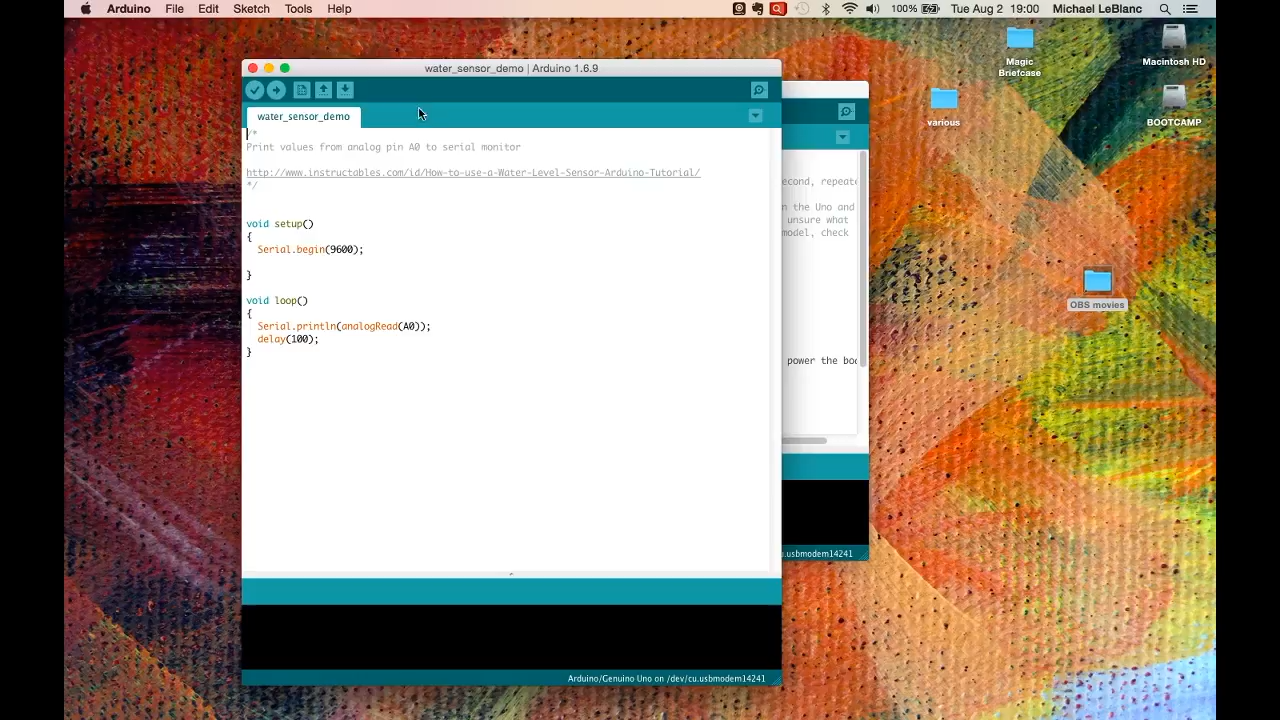 Arduino File Edit Sketch Tools Help 100% Tue Aug 2 19:00 Michael LeBlanc
water_sensor_demo | Arduino 1.6.9
water_sensor_demo
/*
Print values from analog pin A0 to serial monitor
http://www.instructables.com/id/How-to-use-a-Water-Level-Sensor-Arduino-Tutorial/
*/
void setup()
{
Serial.begin(9600);
}
void loop()
{
Serial.println(analogRead(A0));
delay(100);
}
Arduino/Genuino Uno on /dev/cu.usbmodem14241
econd, repeate
n the Uno and
unsure what
model, check
power the boa
u.usbmodem14241
Magic
Briefcase
Macintosh HD
various
BOOTCAMP
OBS movies